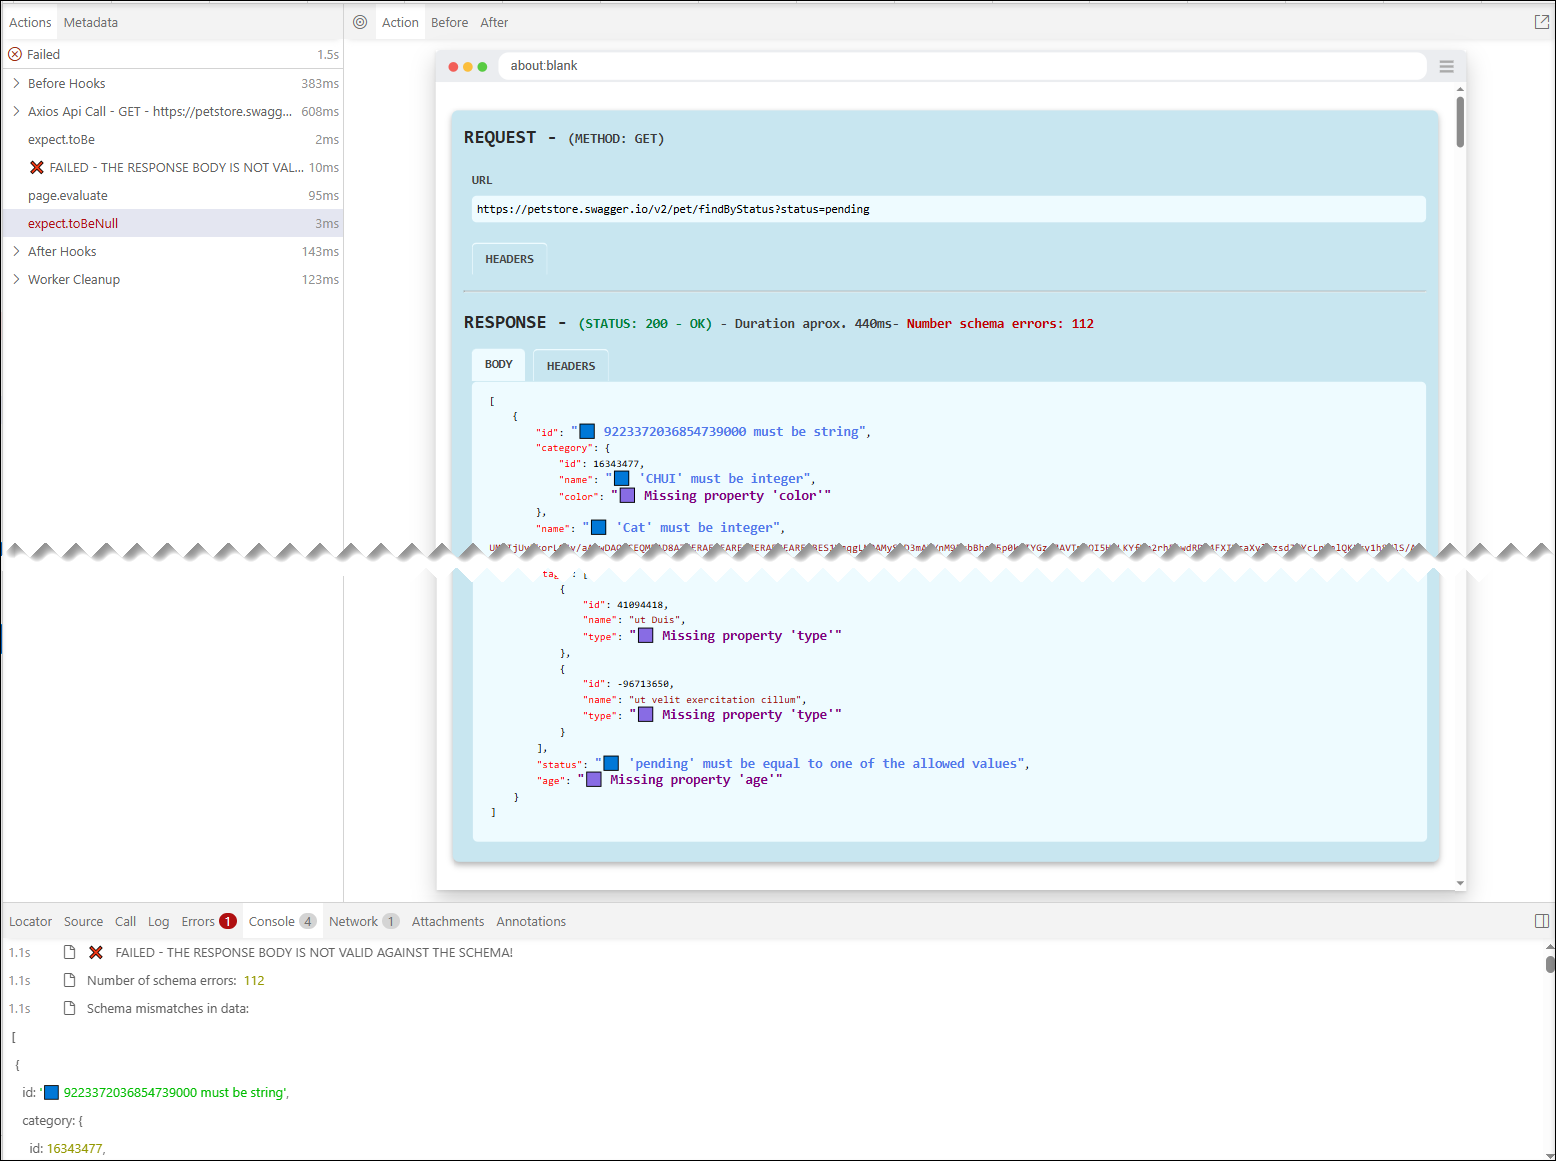 Actions Metadata
Failed 1.5s
Before Hooks 383ms
Axios Api Call - GET - https://petstore.swagg... 608ms
expect.toBe 2ms
❌ FAILED - THE RESPONSE BODY IS NOT VAL... 10ms
page.evaluate 95ms
expect.toBeNull 3ms
After Hooks 143ms
Worker Cleanup 123ms
Action Before After
about:blank
REQUEST - (METHOD: GET)
URL
https://petstore.swagger.io/v2/pet/findByStatus?status=pending
HEADERS
RESPONSE - (STATUS: 200 - OK) - Duration aprox. 440ms- Number schema errors: 112
BODY HEADERS
[
{
"id": "🟦 9223372036854739000 must be string",
"category": {
"id": 16343477,
"name": "🟦 'CHUI' must be integer",
"color": "🟪 Missing property 'color'"
},
"name": "🟦 'Cat' must be integer",
{
"id": 41094418,
"name": "ut Duis",
"type": "🟪 Missing property 'type'"
},
{
"id": -96713650,
"name": "ut velit exercitation cillum",
"type": "🟪 Missing property 'type'"
}
],
"status": "🟦 'pending' must be equal to one of the allowed values",
"age": "🟪 Missing property 'age'"
}
]
Locator Source Call Log Errors 1 Console 4 Network 1 Attachments Annotations
1.1s ❌ FAILED - THE RESPONSE BODY IS NOT VALID AGAINST THE SCHEMA!
1.1s Number of schema errors: 112
1.1s Schema mismatches in data:
[
{
id: '🟦 9223372036854739000 must be string',
category: {
id: 16343477,